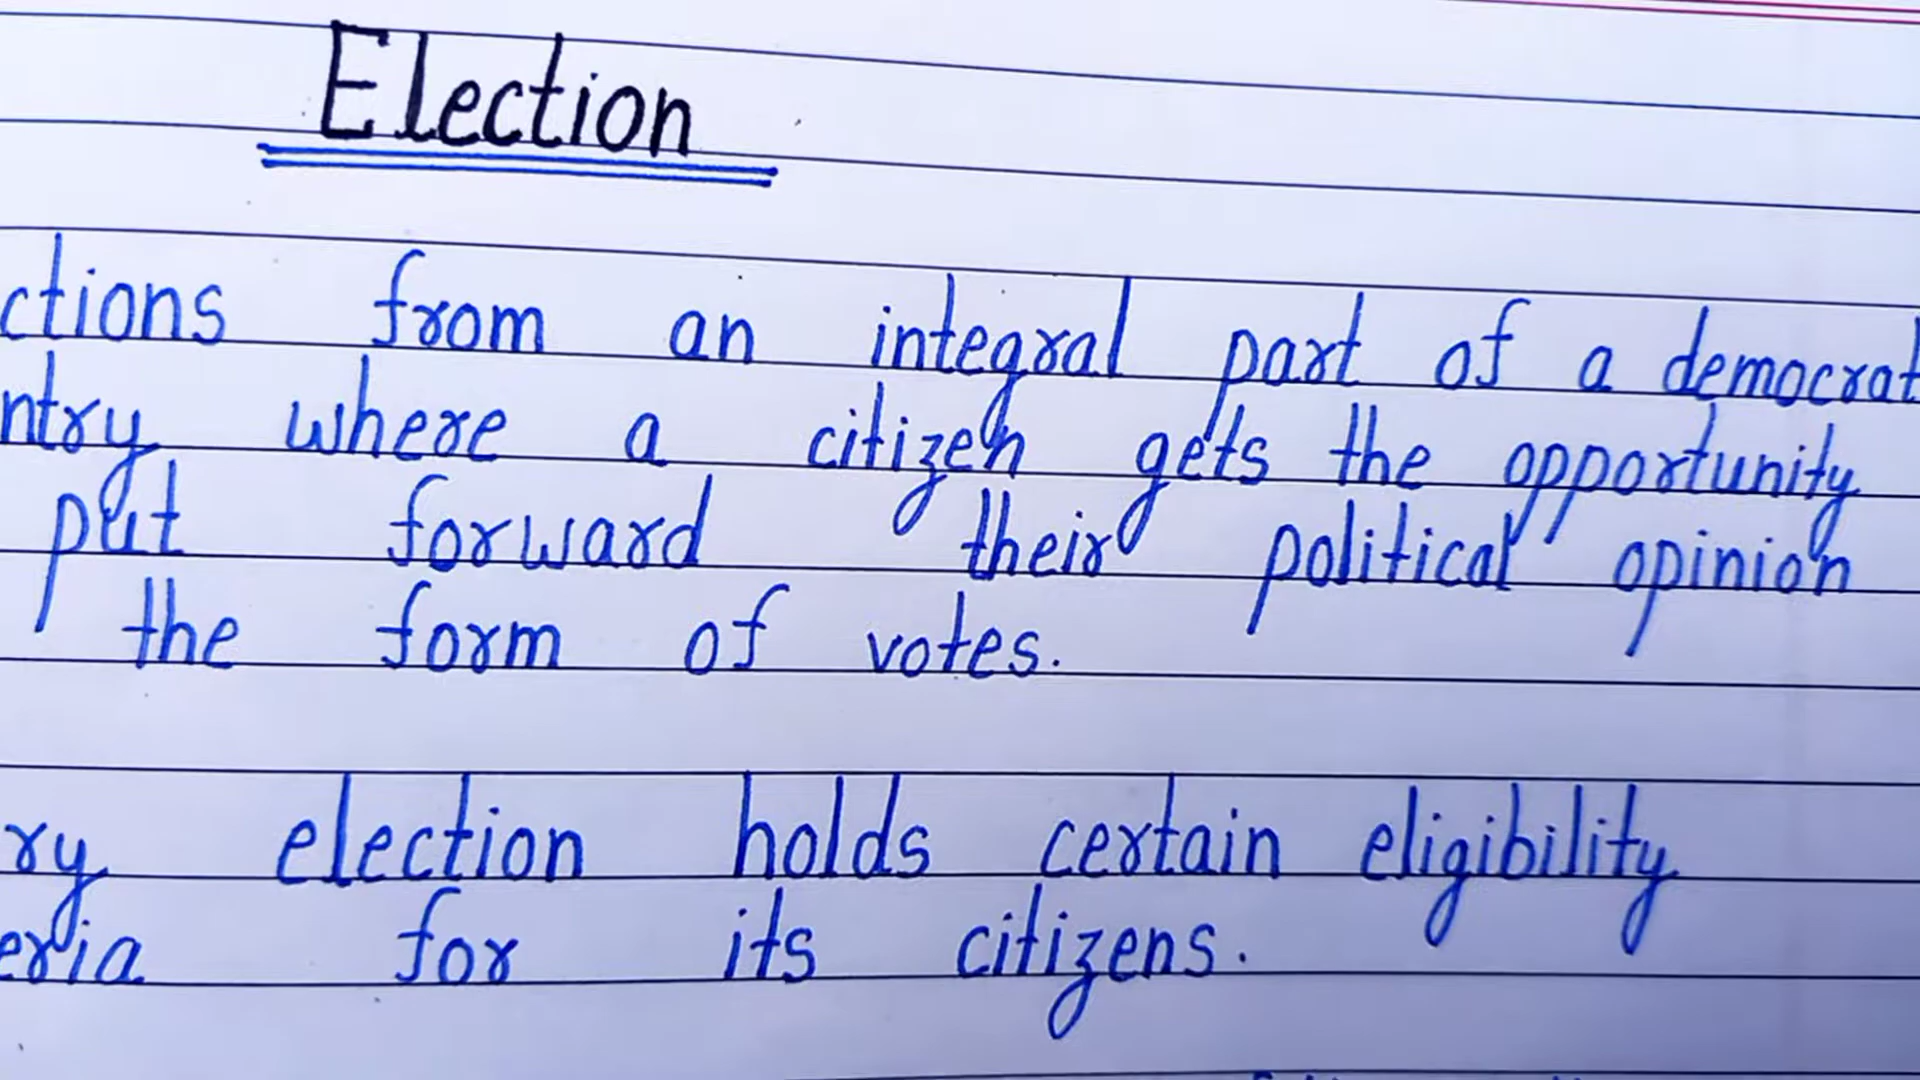 Election
ctions from an integral part of a democrat
ntry where a citizen gets the opportunity
put forward their political opinion
the form of votes.
ry election holds certain eligibility
eria for its citizens.